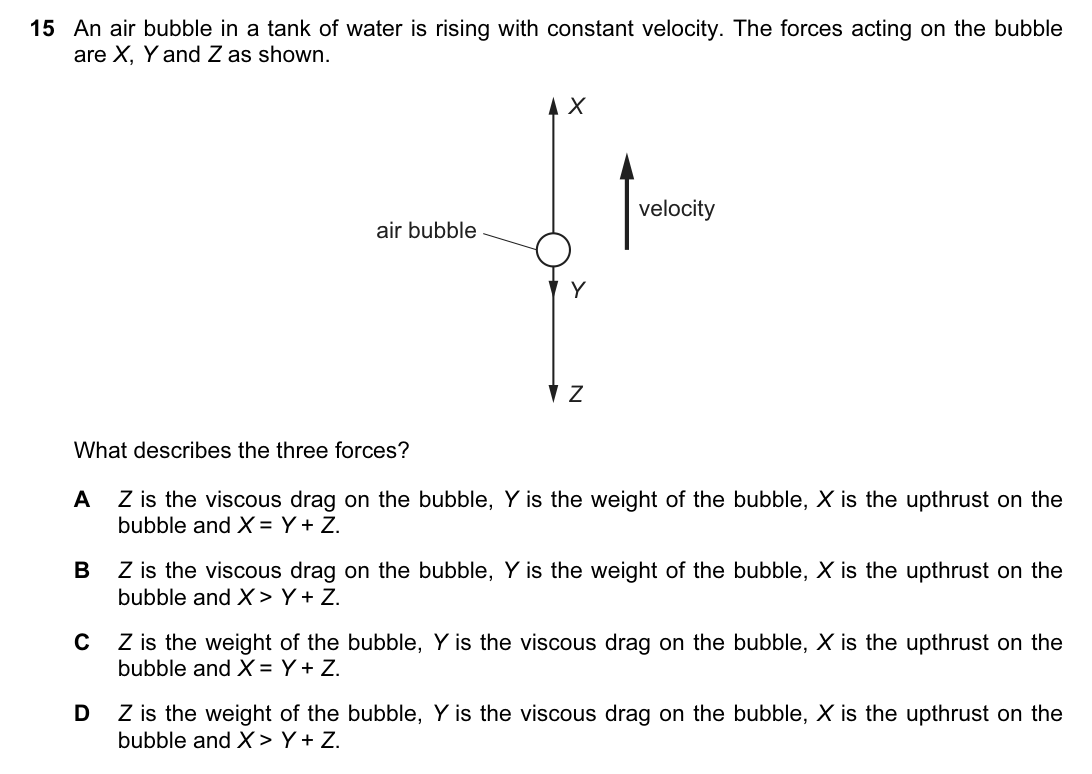 15 An air bubble in a tank of water is rising with constant velocity. The forces acting on the bubble
are X, Y and Z as shown.
X
velocity
air bubble
Y
Z
What describes the three forces?
A Z is the viscous drag on the bubble, Y is the weight of the bubble, X is the upthrust on the
bubble and X = Y + Z.
B Z is the viscous drag on the bubble, Y is the weight of the bubble, X is the upthrust on the
bubble and X > Y + Z.
C Z is the weight of the bubble, Y is the viscous drag on the bubble, X is the upthrust on the
bubble and X = Y + Z.
D Z is the weight of the bubble, Y is the viscous drag on the bubble, X is the upthrust on the
bubble and X > Y + Z.